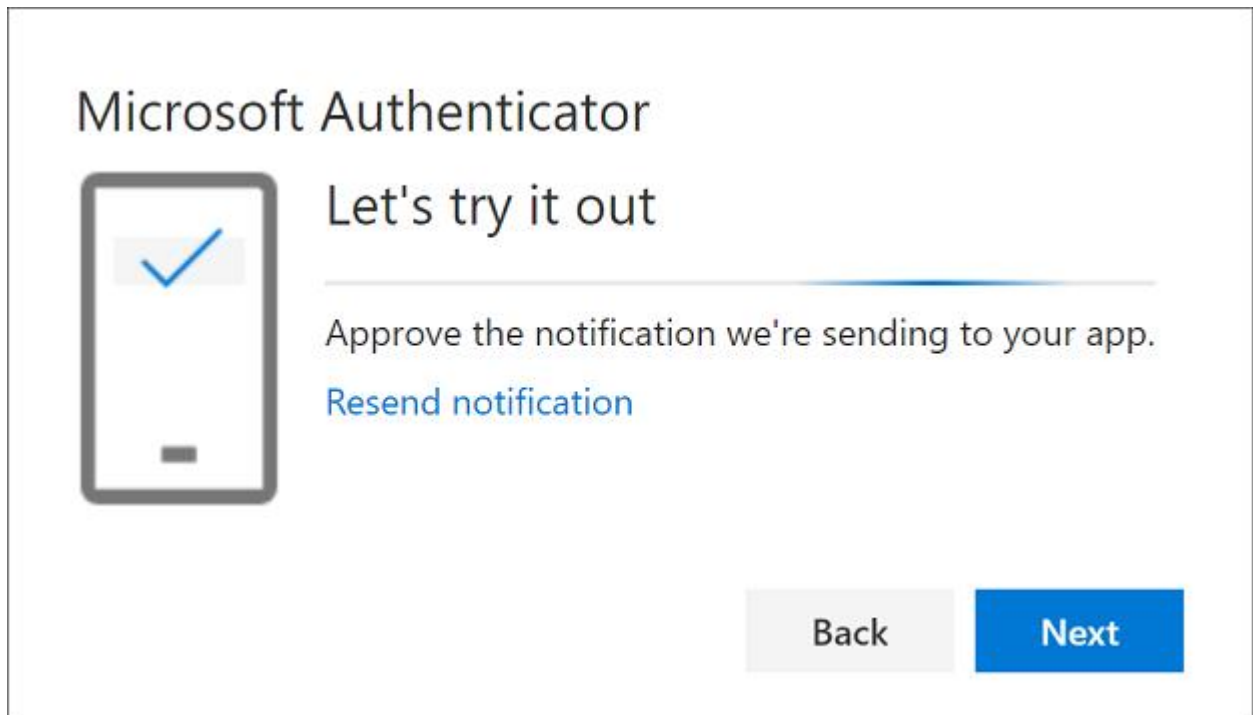 Microsoft Authenticator
Let's try it out
Approve the notification we're sending to your app.
Resend notification
Back
Next